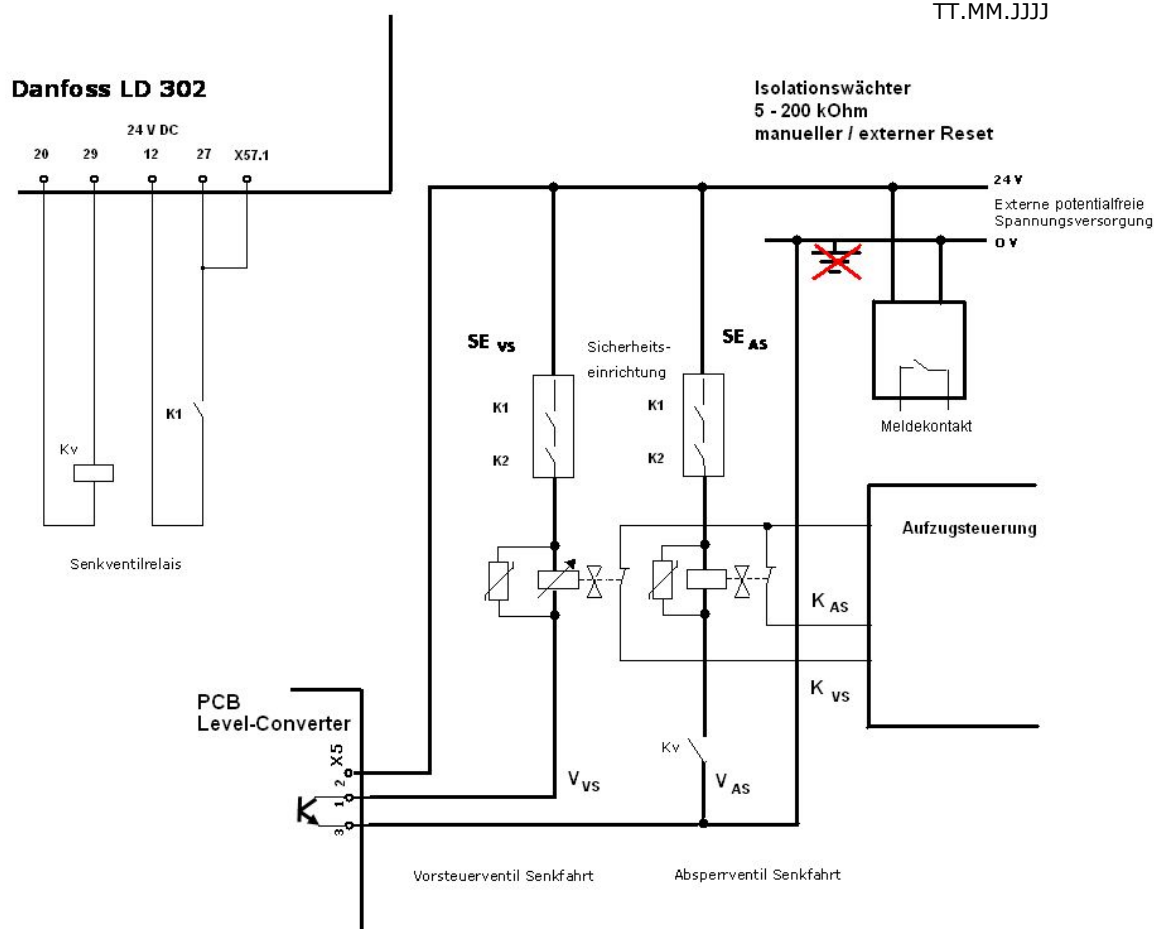 TT.MM.JJJJ
Danfoss LD 302
24 V DC
20 29 12 27 X57.1
Isolationswächter
5 - 200 kOhm
manueller / externer Reset
24 V
Externe potentialfreie
Spannungsversorgung
0 V
SE VS
Sicherheits-
einrichtung
SE AS
K1
K1
K1
K2
K2
Kv
Meldekontakt
Senkventilrelais
Aufzugsteuerung
K AS
K VS
PCB
Level-Converter
X5
2
1
3
Kv
V VS
V AS
Vorsteuerventil Senkfahrt
Absperrventil Senkfahrt